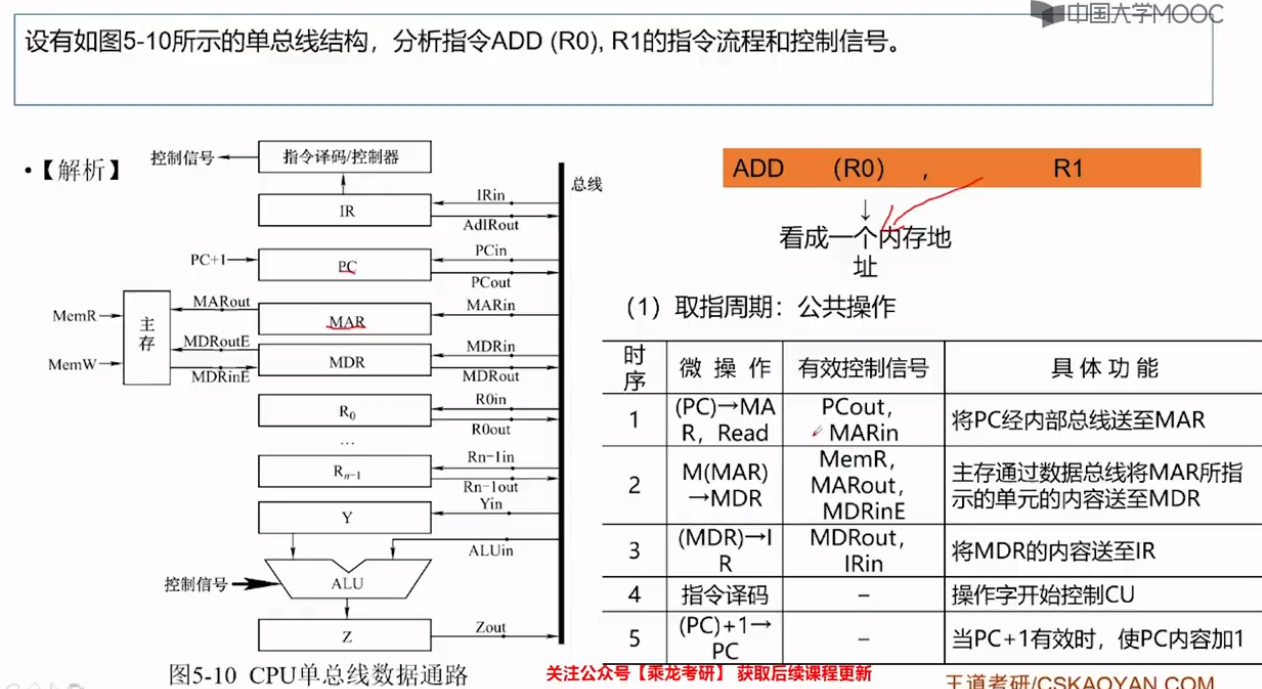 中国大学MOOC
设有如图5-10所示的单总线结构，分析指令ADD (R0), R1的指令流程和控制信号。
•【解析】
控制信号
指令译码/控制器
总线
IR
IRin
AdIRout
PC+1
PC
PCin
PCout
MemR
MemW
主存
MARout
MAR
MARin
MDRoutE
MDRinE
MDR
MDRin
MDRout
R0
R0in
R0out
…
Rn-1
Rn-1in
Rn-1out
Y
Yin
ALUin
控制信号
ALU
Z
Zout
图5-10 CPU单总线数据通路
ADD （R0） , R1
↓
看成一个内存地
址
（1）取指周期：公共操作
时序 微操作 有效控制信号 具体功能
1 (PC)→MAR，Read PCout，MARin 将PC经内部总线送至MAR
2 M(MAR)→MDR MemR，MARout，MDRinE 主存通过数据总线将MAR所指示的单元的内容送至MDR
3 (MDR)→IR MDRout，IRin 将MDR的内容送至IR
4 指令译码 – 操作字开始控制CU
5 (PC)+1→PC – 当PC+1有效时，使PC内容加1
关注公众号【乘龙考研】 获取后续课程更新
王道考研/CSKAOYAN.COM